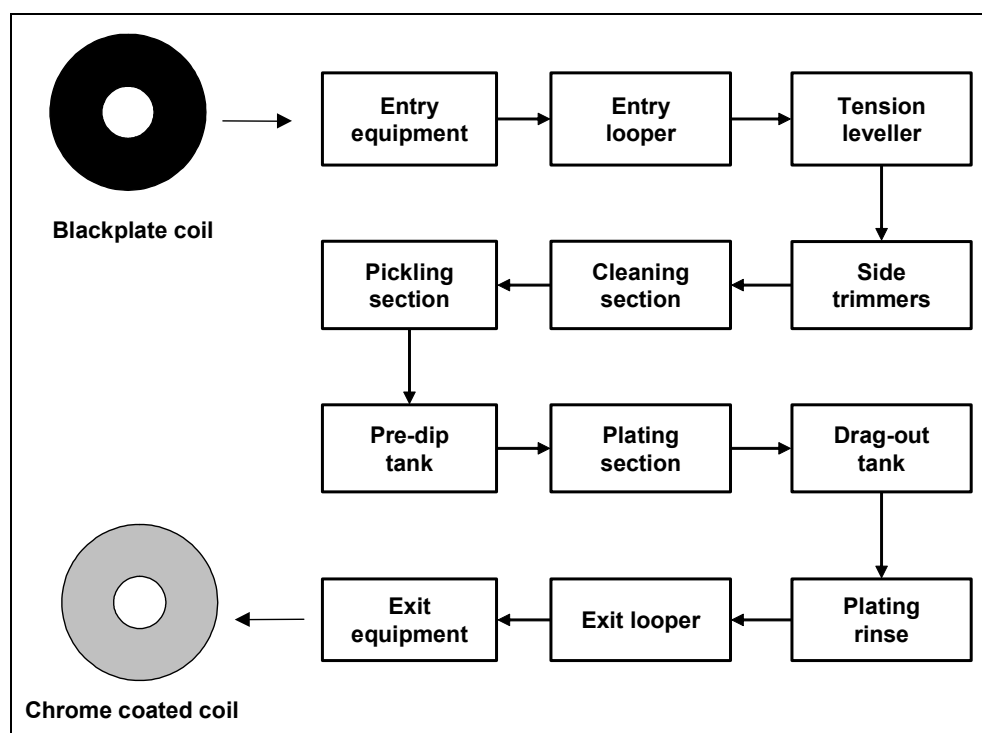 Blackplate coil
Entry
equipment
Entry
looper
Tension
leveller
Side
trimmers
Cleaning
section
Pickling
section
Pre-dip
tank
Plating
section
Drag-out
tank
Plating
rinse
Exit looper
Exit
equipment
Chrome coated coil